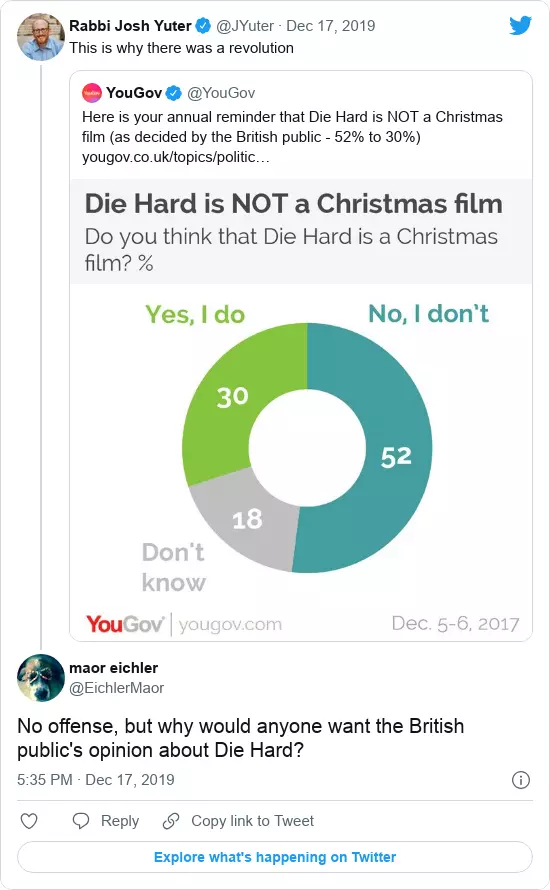 Rabbi Josh Yuter @JYuter · Dec 17, 2019
This is why there was a revolution
YouGov @YouGov
Here is your annual reminder that Die Hard is NOT a Christmas
film (as decided by the British public - 52% to 30%)
yougov.co.uk/topics/politic…
Die Hard is NOT a Christmas film
Do you think that Die Hard is a Christmas
film? %
Yes, I do
No, I don't
30
52
18
Don't
know
YouGov | yougov.com
Dec. 5-6, 2017
maor eichler
@EichlerMaor
No offense, but why would anyone want the British
public's opinion about Die Hard?
5:35 PM · Dec 17, 2019
Reply
Copy link to Tweet
Explore what's happening on Twitter